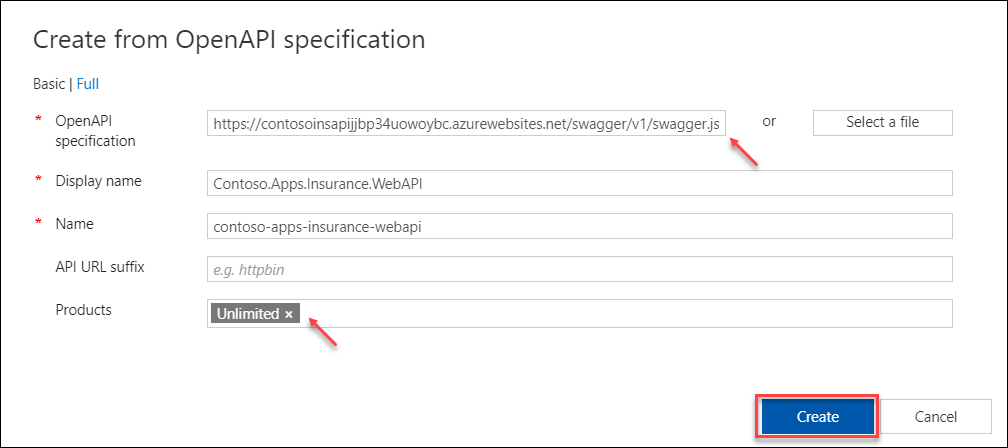 Create from OpenAPI specification
Basic | Full
* OpenAPI specification
https://contosoinsapijjbp34uowoybc.azurewebsites.net/swagger/v1/swagger.js
or
Select a file
* Display name
Contoso.Apps.Insurance.WebAPI
* Name
contoso-apps-insurance-webapi
API URL suffix
e.g. httpbin
Products
Unlimited ×
Create
Cancel